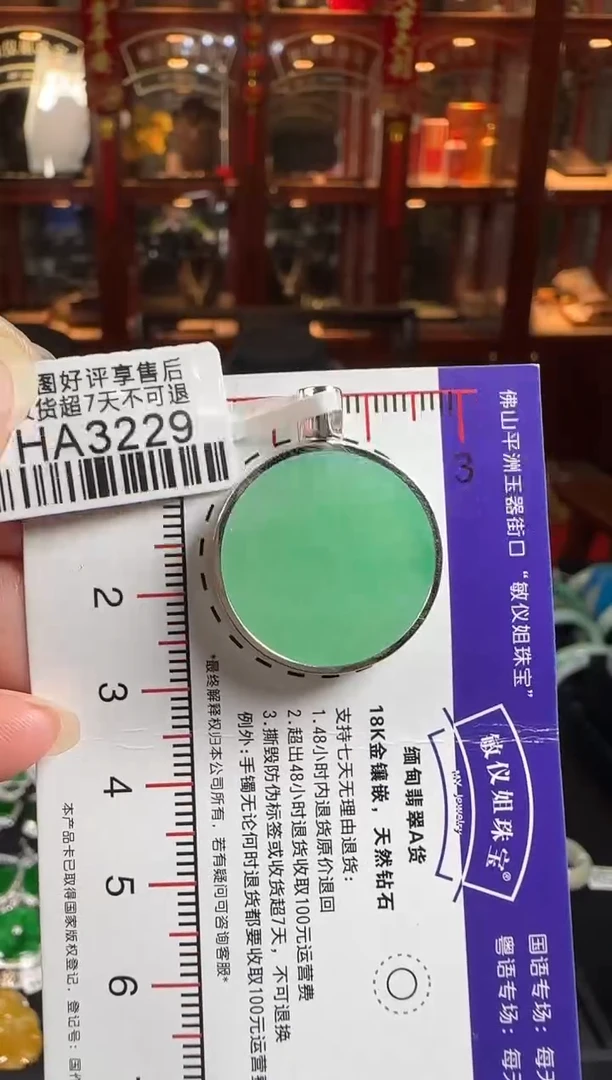 图好评享售后
货超7天不可退
HA3229
3
2
3
4
5
6
佛山平洲玉器街口“敏仪姐珠宝”
敏仪姐珠宝®
MY Jewelry
缅甸翡翠A货
18K金镶嵌，天然钻石
支持七天无理由退货：
1.48小时内退货原价退回
2.超出48小时退货收取100元运营费
3.撕毁防伪标签或收货超7天，不可退换
例外：手镯无论何时退货都要收取100元运营
*最终解释权归本公司所有，若有疑问可咨询客服*
本产品卡已取得国家版权登记，登记号：国
国语专场：每天
粤语专场：每天